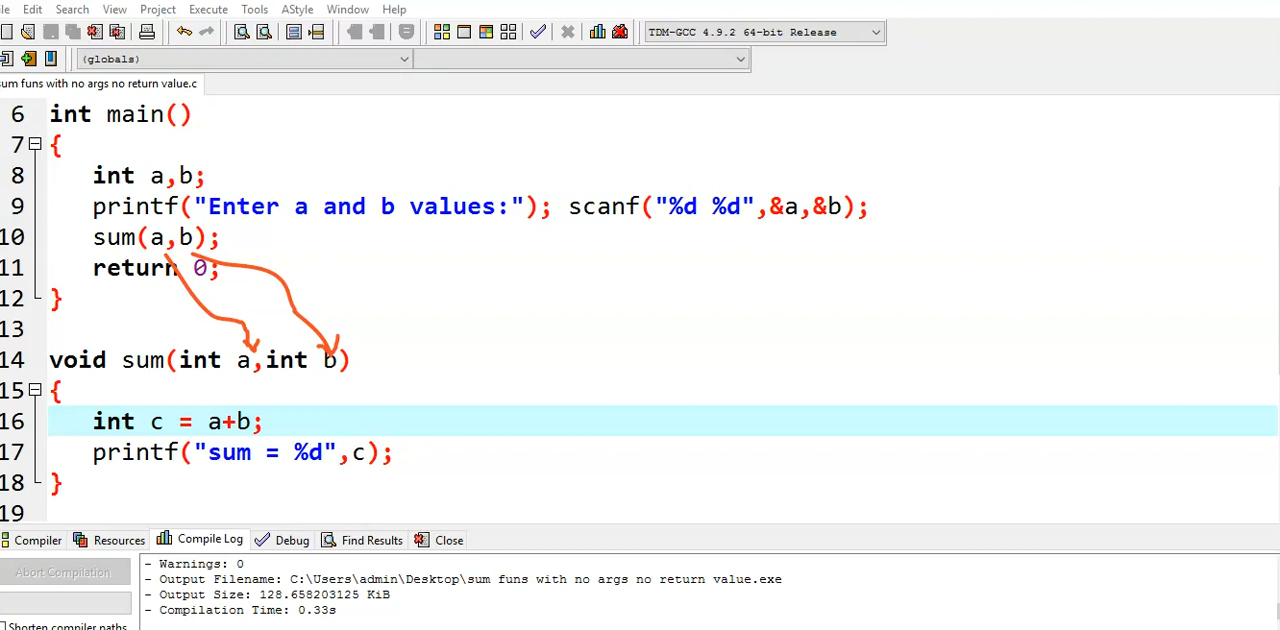 le Edit Search View Project Execute Tools AStyle Window Help
TDM-GCC 4.9.2 64-bit Release
(globals)
sum funs with no args no return value.c
6 int main()
7 {
8 int a,b;
9 printf("Enter a and b values:"); scanf("%d %d",&a,&b);
10 sum(a,b);
11 return 0;
12 }
13
14 void sum(int a,int b)
15 {
16 int c = a+b;
17 printf("sum = %d",c);
18 }
19
Compiler Resources Compile Log Debug Find Results Close
Abort Compilation
- Warnings: 0
- Output Filename: C:\Users\admin\Desktop\sum funs with no args no return value.exe
- Output Size: 128.658203125 KiB
- Compilation Time: 0.33s
Shorten compiler paths